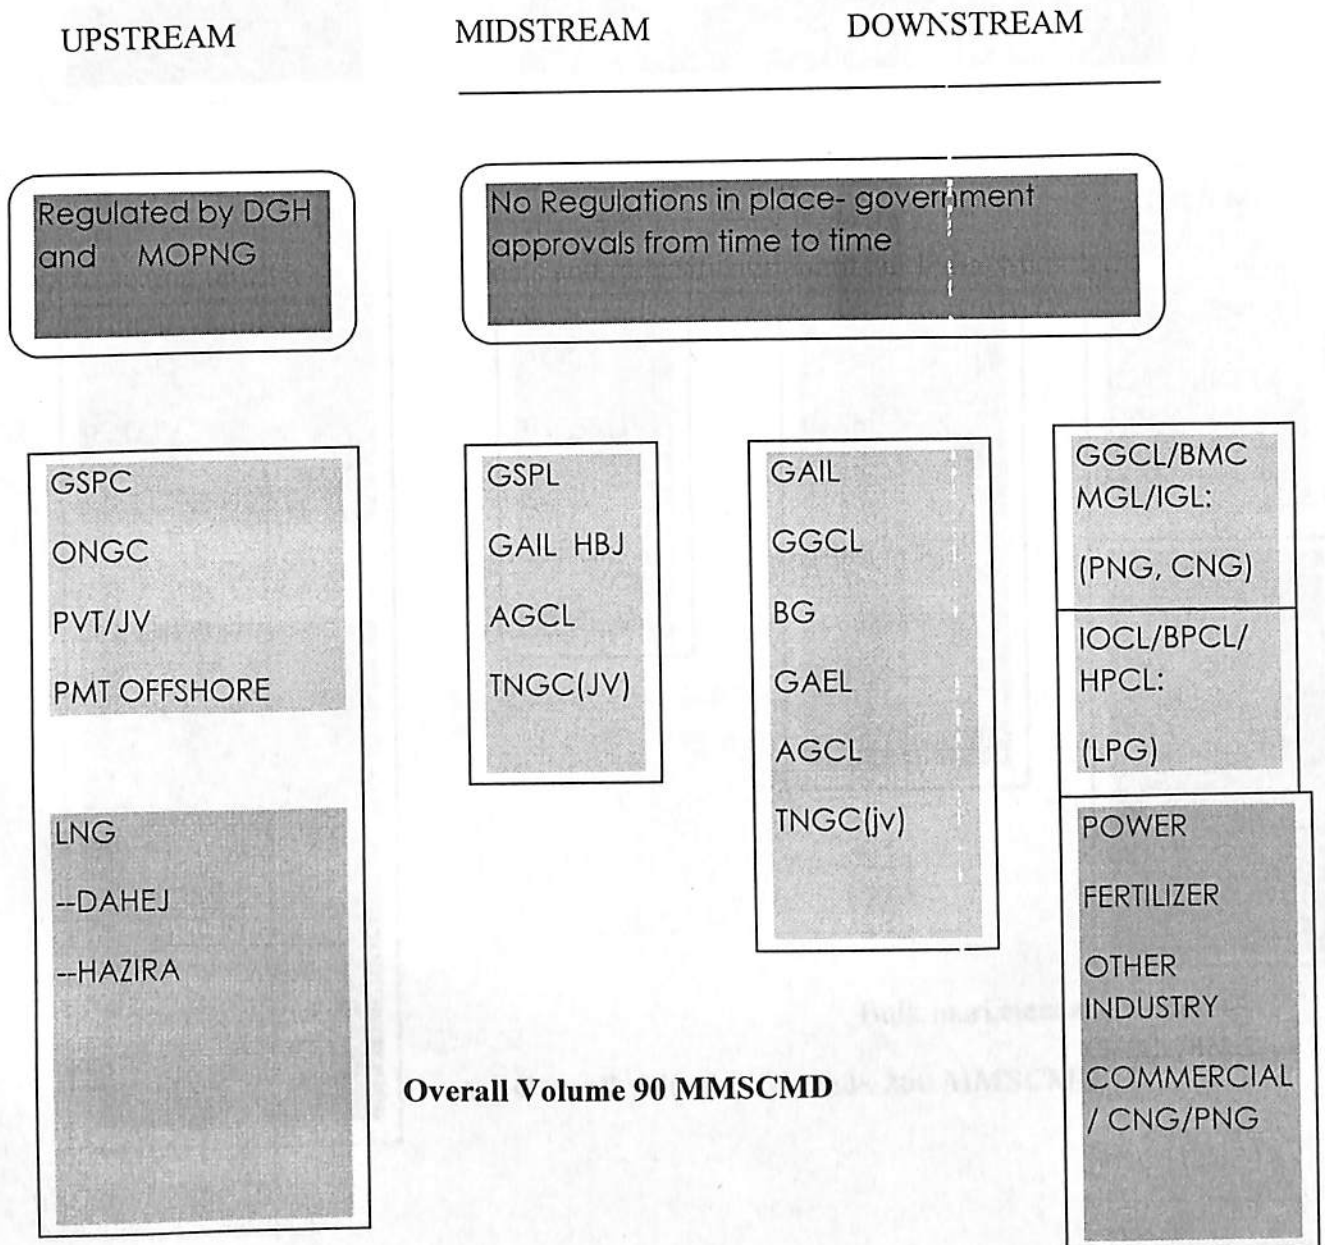 UPSTREAM
MIDSTREAM
DOWNSTREAM
Regulated by DGH
and MOPNG
No Regulations in place- government
approvals from time to time
GSPC
ONGC
PVT/JV
PMT OFFSHORE
LNG
--DAHEJ
--HAZIRA
GSPL
GAIL HBJ
AGCL
TNGC(JV)
GAIL
GGCL
BG
GAEL
AGCL
TNGC(jv)
GGCL/BMC
MGL/IGL:
(PNG, CNG)
IOCL/BPCL/
HPCL:
(LPG)
POWER
FERTILIZER
OTHER
INDUSTRY
COMMERCIAL
/ CNG/PNG
Overall Volume 90 MMSCMD